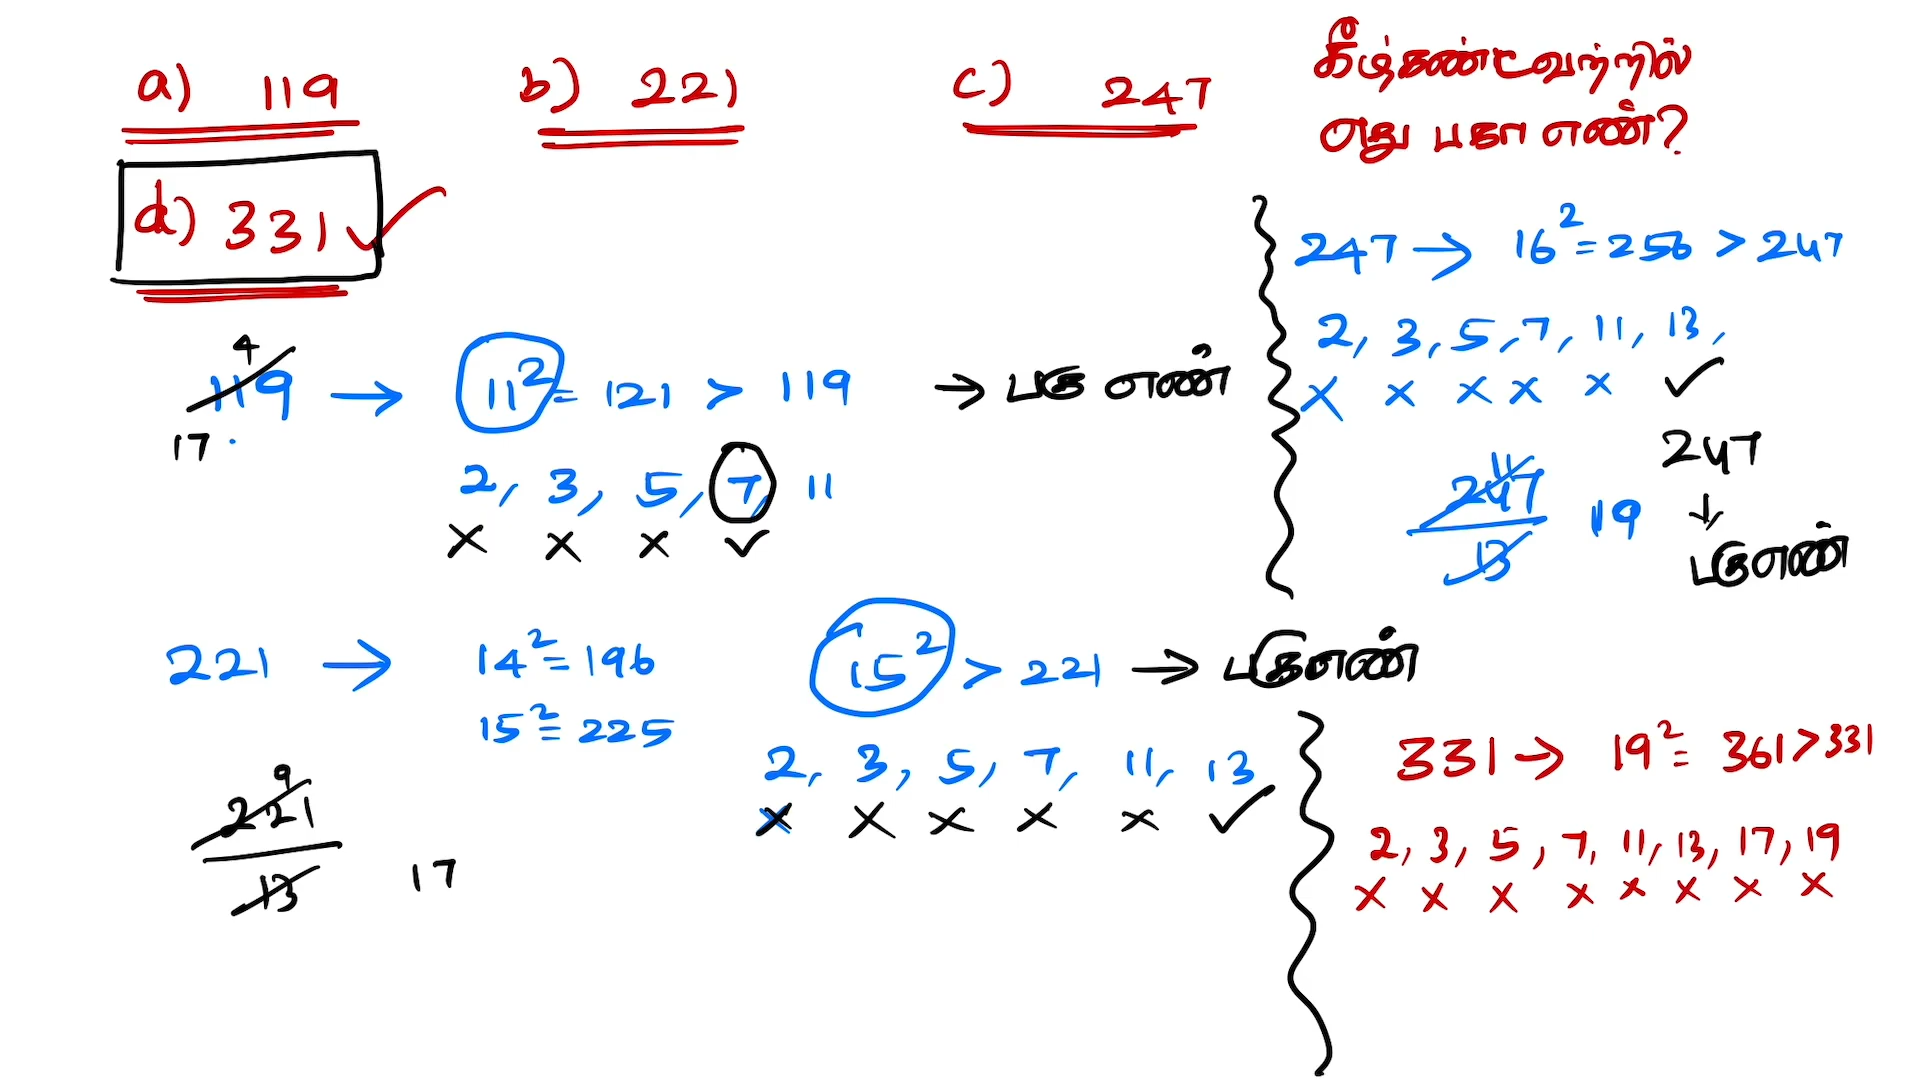 a) 119 b) 221 c) 247
கீழ்கண்டவற்றில்
எது பகா எண்?
d) 331 ✓
4
119 → 11² = 121 > 119 → பகு எண்
17
2, 3, 5, 7, 11
X X X ✓
247 → 16² = 256 > 247
2, 3, 5, 7, 11, 13,
X X X X X ✓
11
247
13
19
247
↓
பகுஎண்
221 → 14² = 196
15² = 225
15² > 221 → பகுஎண்
2, 3, 5, 7, 11, 13
X X X X X ✓
9
221
13
17
331 → 19² = 361 > 331
2, 3, 5, 7, 11, 13, 17, 19
X X X X X X X X